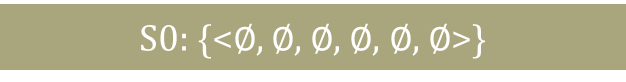 S0: {<Ø, Ø, Ø, Ø, Ø, Ø>}